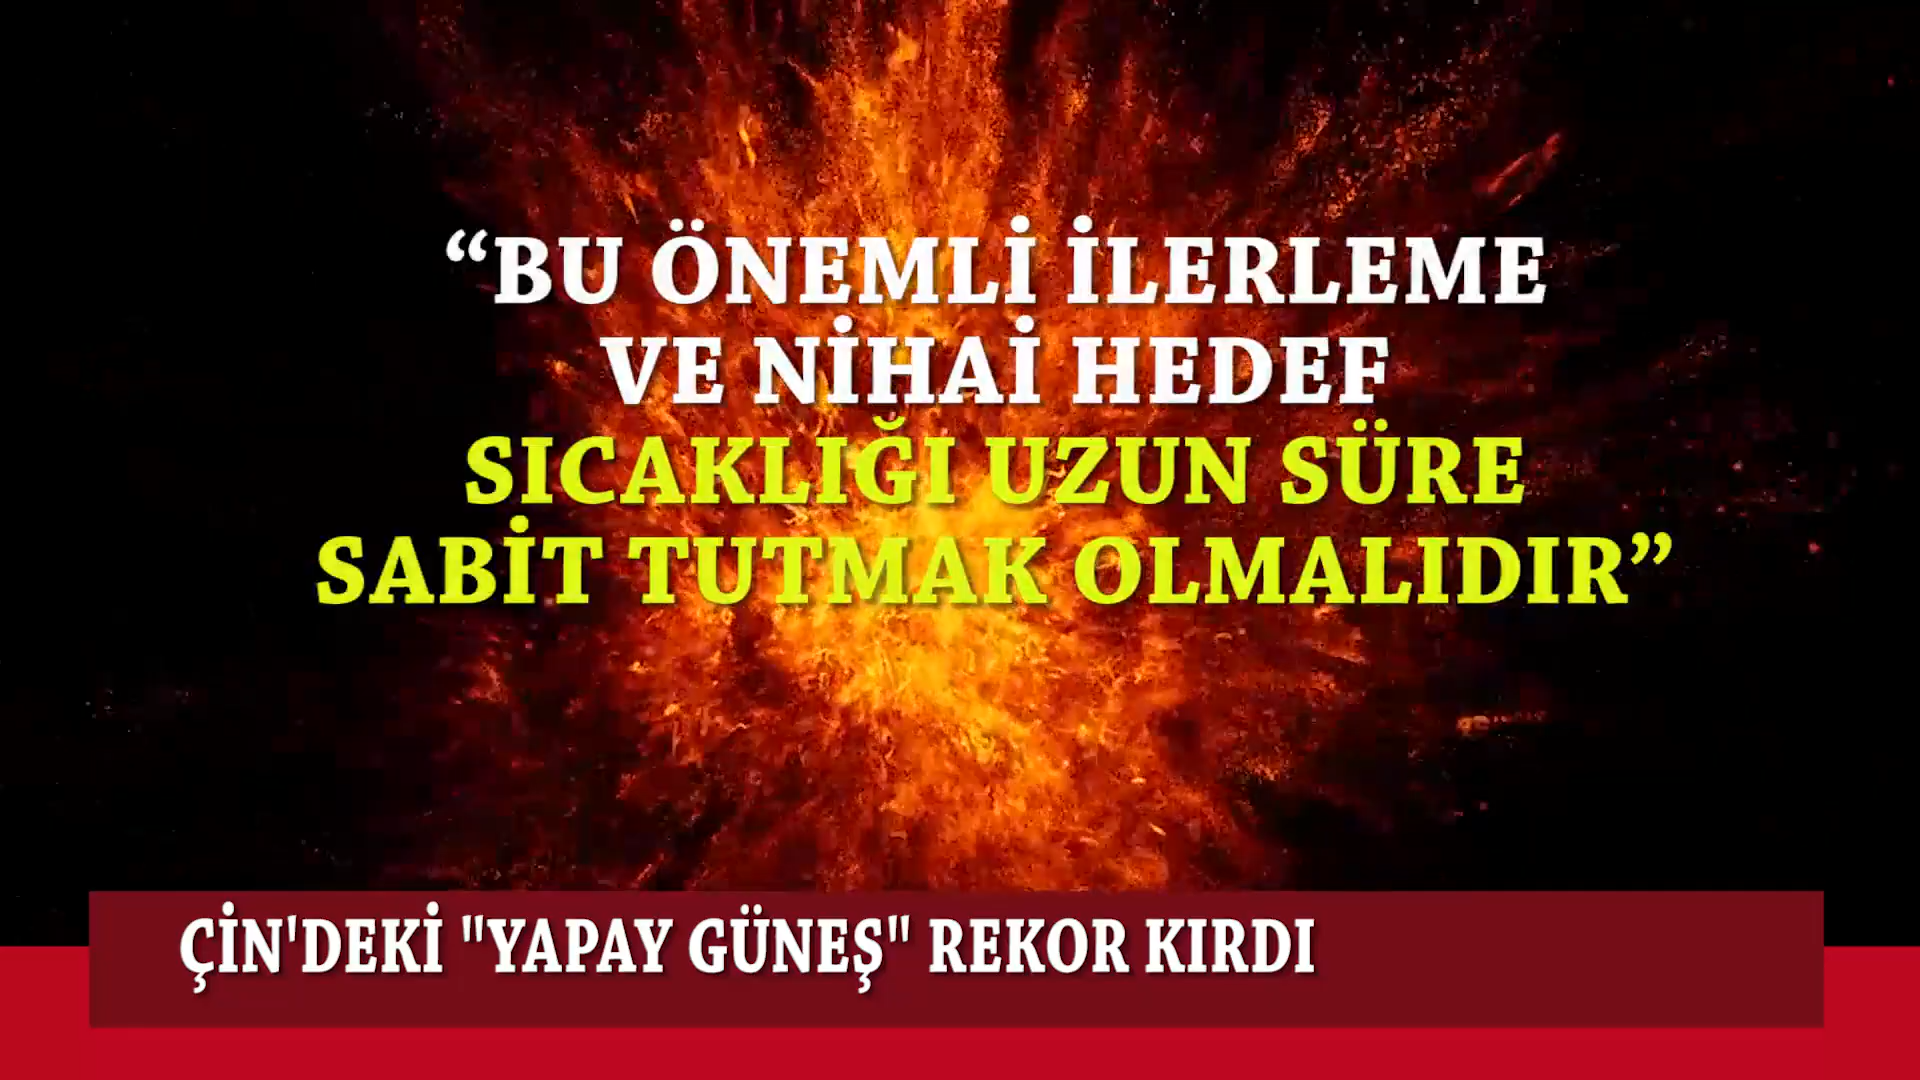 “BU ÖNEMLİ İLERLEME
VE NİHAİ HEDEF
SICAKLIĞI UZUN SÜRE
SABİT TUTMAK OLMALIDIR”
ÇİN'DEKİ "YAPAY GÜNEŞ" REKOR KIRDI